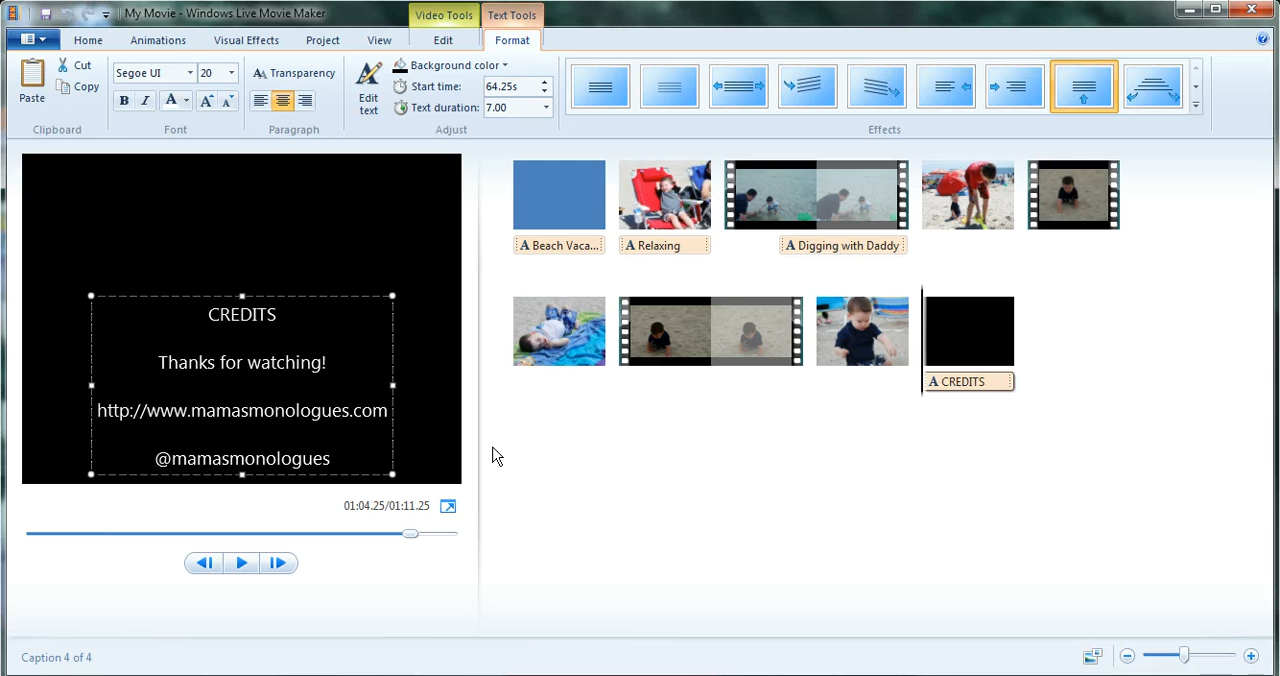 My Movie - Windows Live Movie Maker
Video Tools
Text Tools
Home
Animations
Visual Effects
Project
View
Edit
Format
Paste
Cut
Copy
Clipboard
Segoe UI
20
B I A A A
Font
Transparency
Paragraph
Edit text
Background color
Start time: 64.25s
Text duration: 7.00
Adjust
Effects
CREDITS
Thanks for watching!
http://www.mamasmonologues.com
@mamasmonologues
01:04.25/01:11.25
A Beach Vaca...
A Relaxing
A Digging with Daddy
A CREDITS
Caption 4 of 4